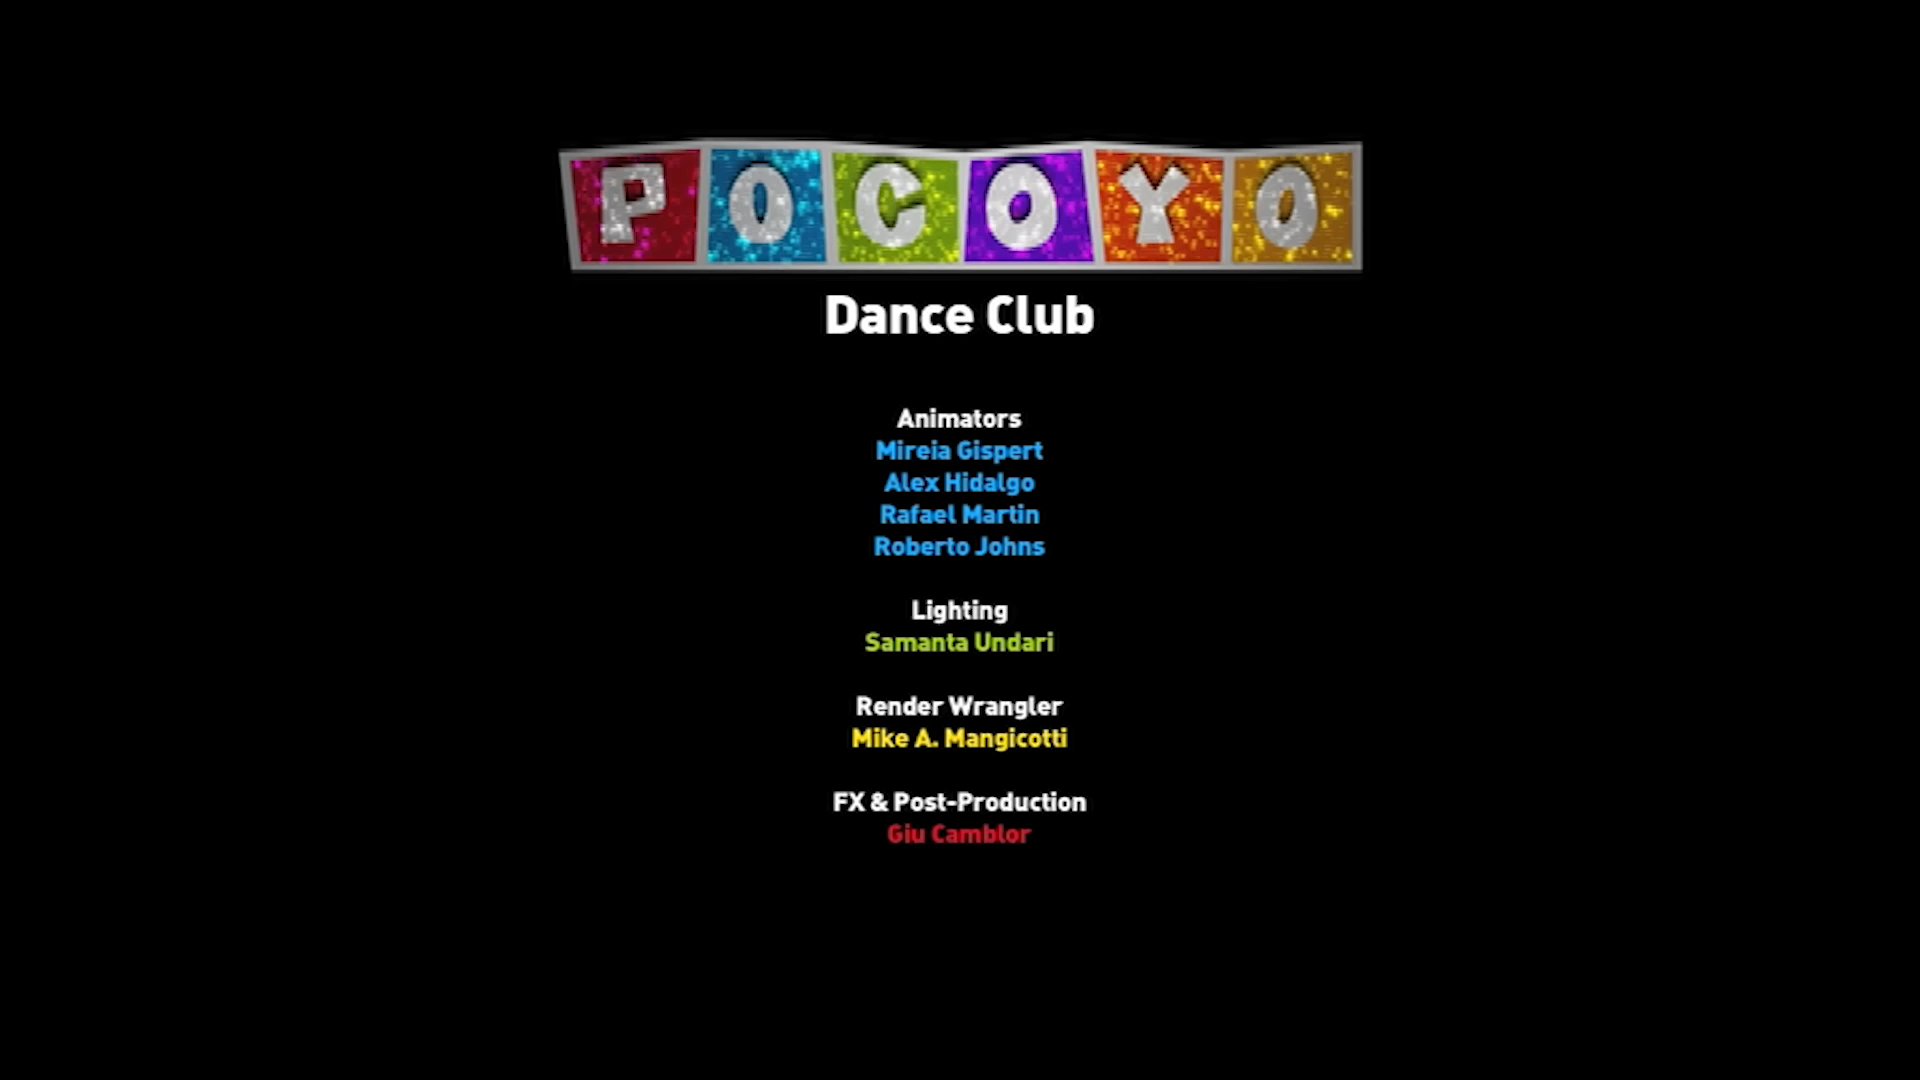 POCOYO
Dance Club
Animators
Mireia Gispert
Alex Hidalgo
Rafael Martin
Roberto Johns
Lighting
Samanta Undari
Render Wrangler
Mike A. Mangicotti
FX & Post-Production
Giu Camblor